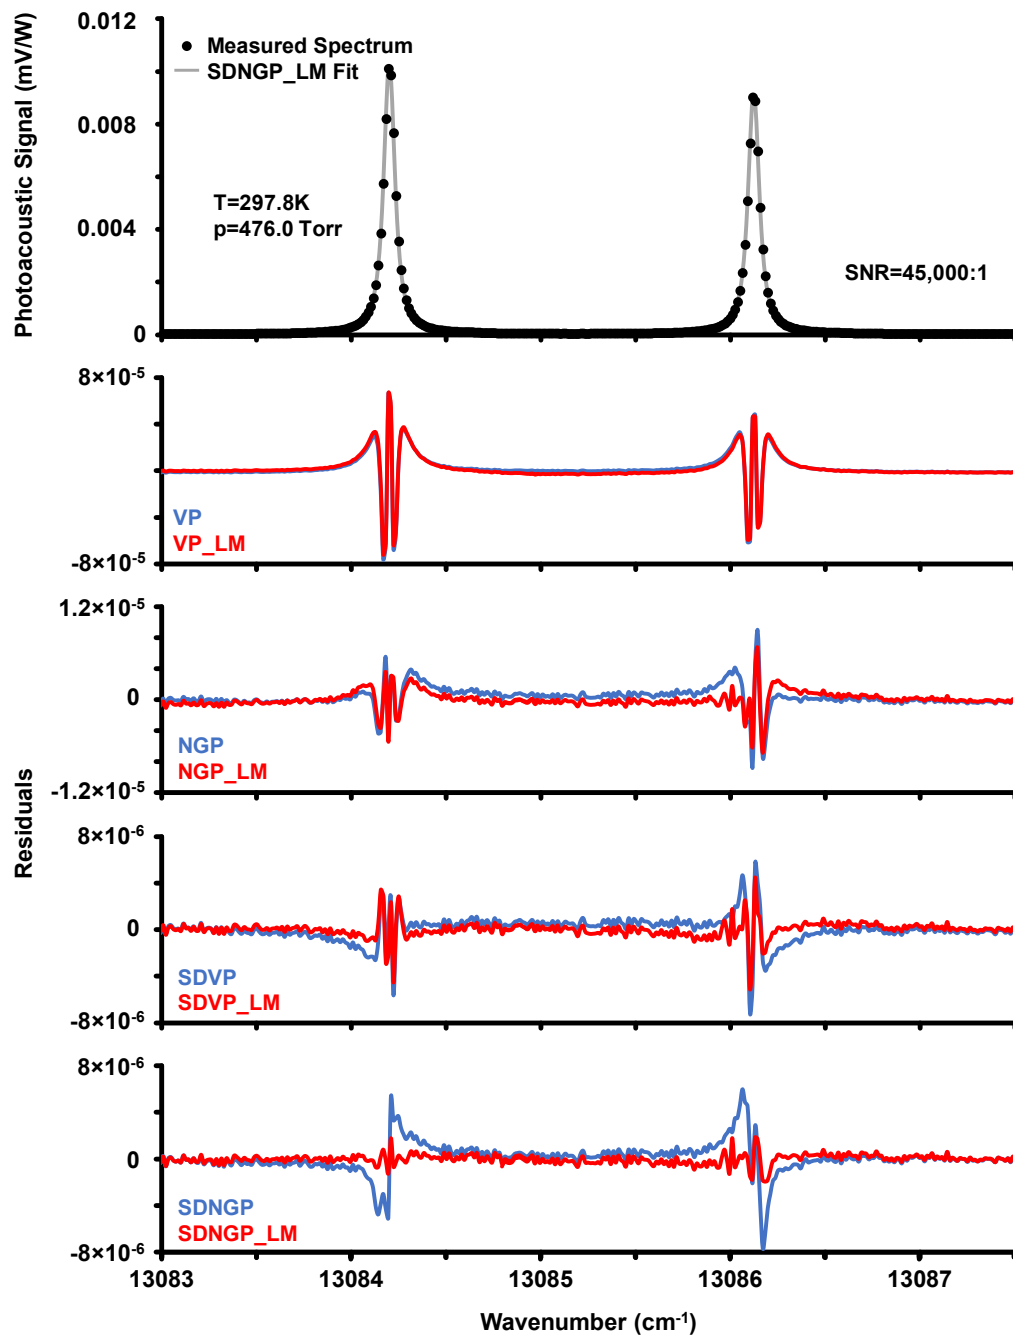 Photoacoustic Signal (mV/W)
0.012
0.008
0.004
0
Measured Spectrum
SDNGP_LM Fit
T=297.8K
p=476.0 Torr
SNR=45,000:1
Residuals
8×10⁻⁵
-8×10⁻⁵
VP
VP_LM
1.2×10⁻⁵
0
-1.2×10⁻⁵
NGP
NGP_LM
8×10⁻⁶
0
-8×10⁻⁶
SDVP
SDVP_LM
8×10⁻⁶
0
-8×10⁻⁶
SDNGP
SDNGP_LM
13083 13084 13085 13086 13087
Wavenumber (cm⁻¹)